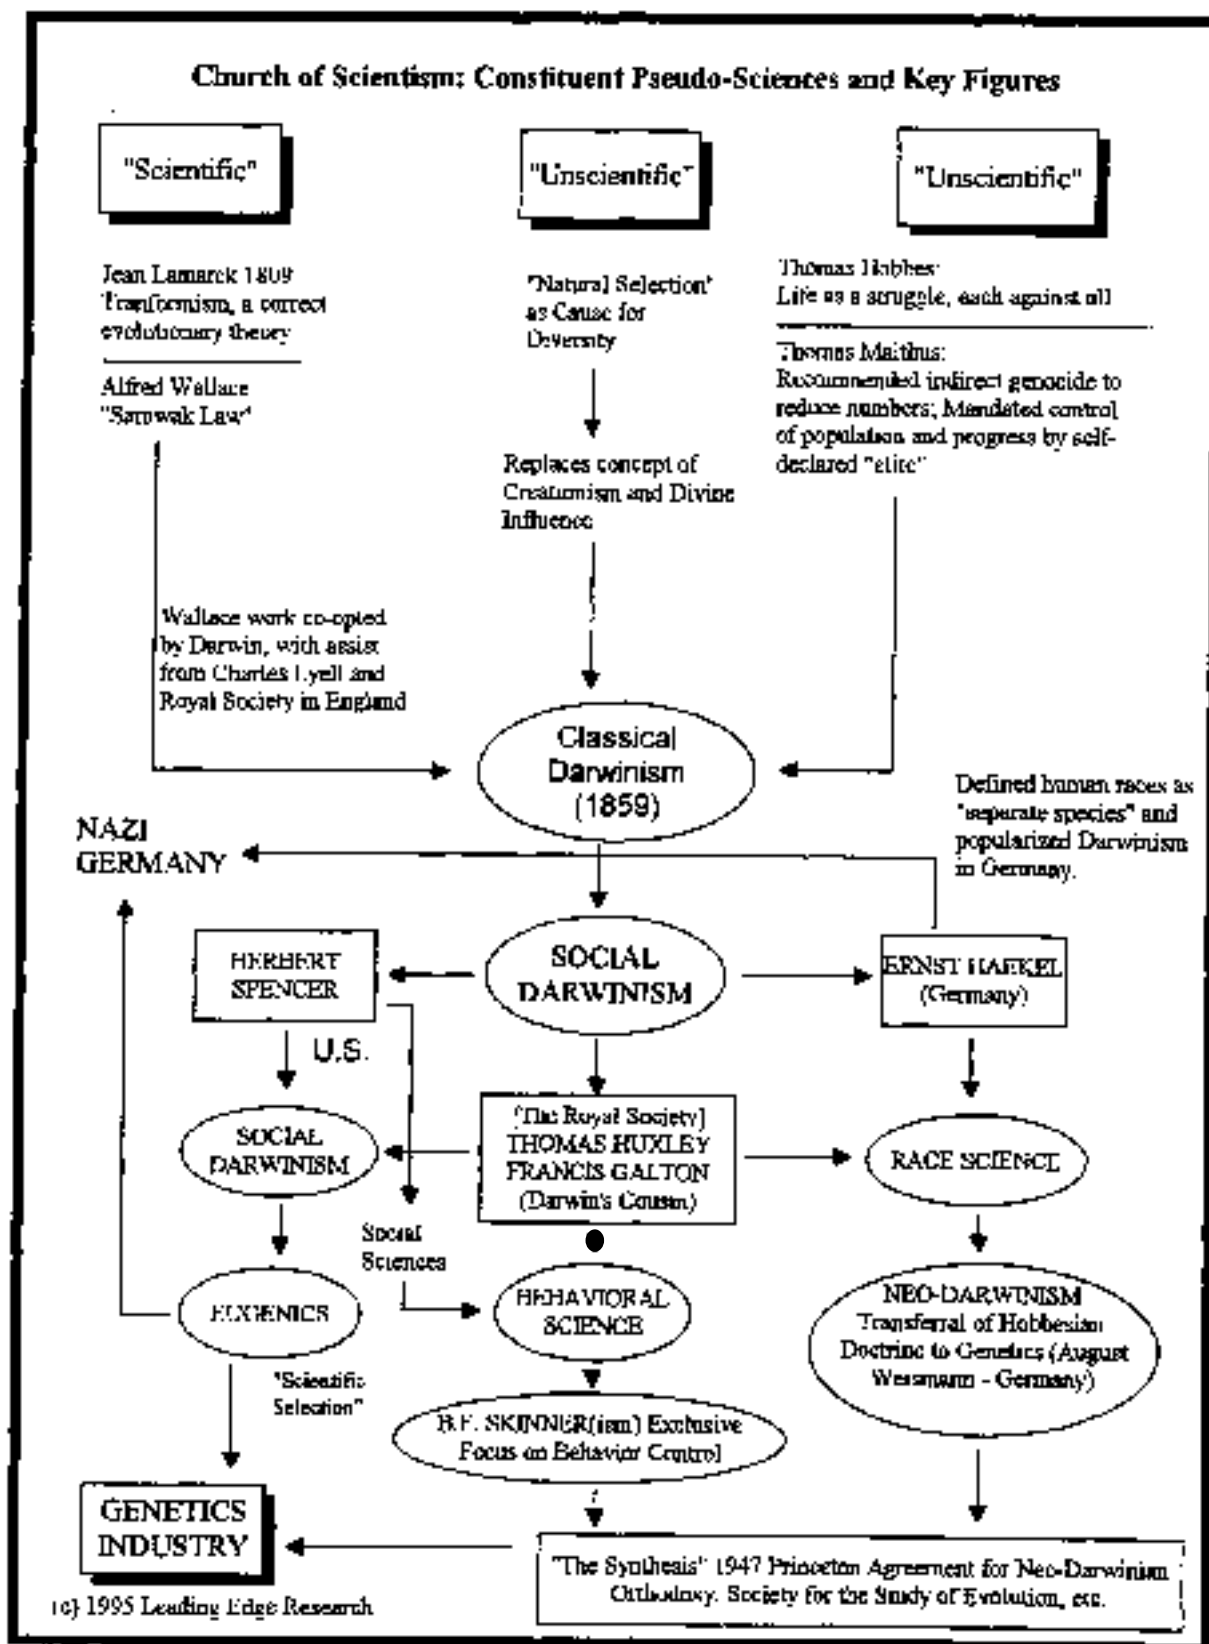 Church of Scientism: Constituent Pseudo-Sciences and Key Figures
"Scientific"
"Unscientific"
"Unscientific"
Jean Lamarck 1809
Tranformism, a correct
evolutionary theory
Alfred Wallace
"Sarawak Law"
"Natural Selection"
as Cause for
Diversity
Replaces concept of
Creationism and Divine
Influence
Thomas Hobbes:
Life as a struggle, each against all
Thomas Malthus:
Recommended indirect genocide to
reduce numbers; Mandated control
of population and progress by self-
declared "elite"
Wallace work co-opted
by Darwin, with assist
from Charles Lyell and
Royal Society in England
Classical
Darwinism
(1859)
Defined human races as
"separate species" and
popularized Darwinism
in Germany.
NAZI
GERMANY
HERBERT
SPENCER
SOCIAL
DARWINISM
ERNST HAEKEL
(Germany)
U.S.
SOCIAL
DARWINISM
[The Royal Society]
THOMAS HUXLEY
FRANCIS GALTON
(Darwin's Cousin)
RACE SCIENCE
Social
Sciences
EUGENICS
BEHAVIORAL
SCIENCE
NEO-DARWINISM
Transferral of Hobbesian
Doctrine to Genetics (August
Weismann - Germany)
"Scientific
Selection"
B.F. SKINNER(ism) Exclusive
Focus on Behavior Control
GENETICS
INDUSTRY
"The Synthesis" 1947 Princeton Agreement for Neo-Darwinian
Orthodoxy. Society for the Study of Evolution, etc.
(c) 1995 Leading Edge Research